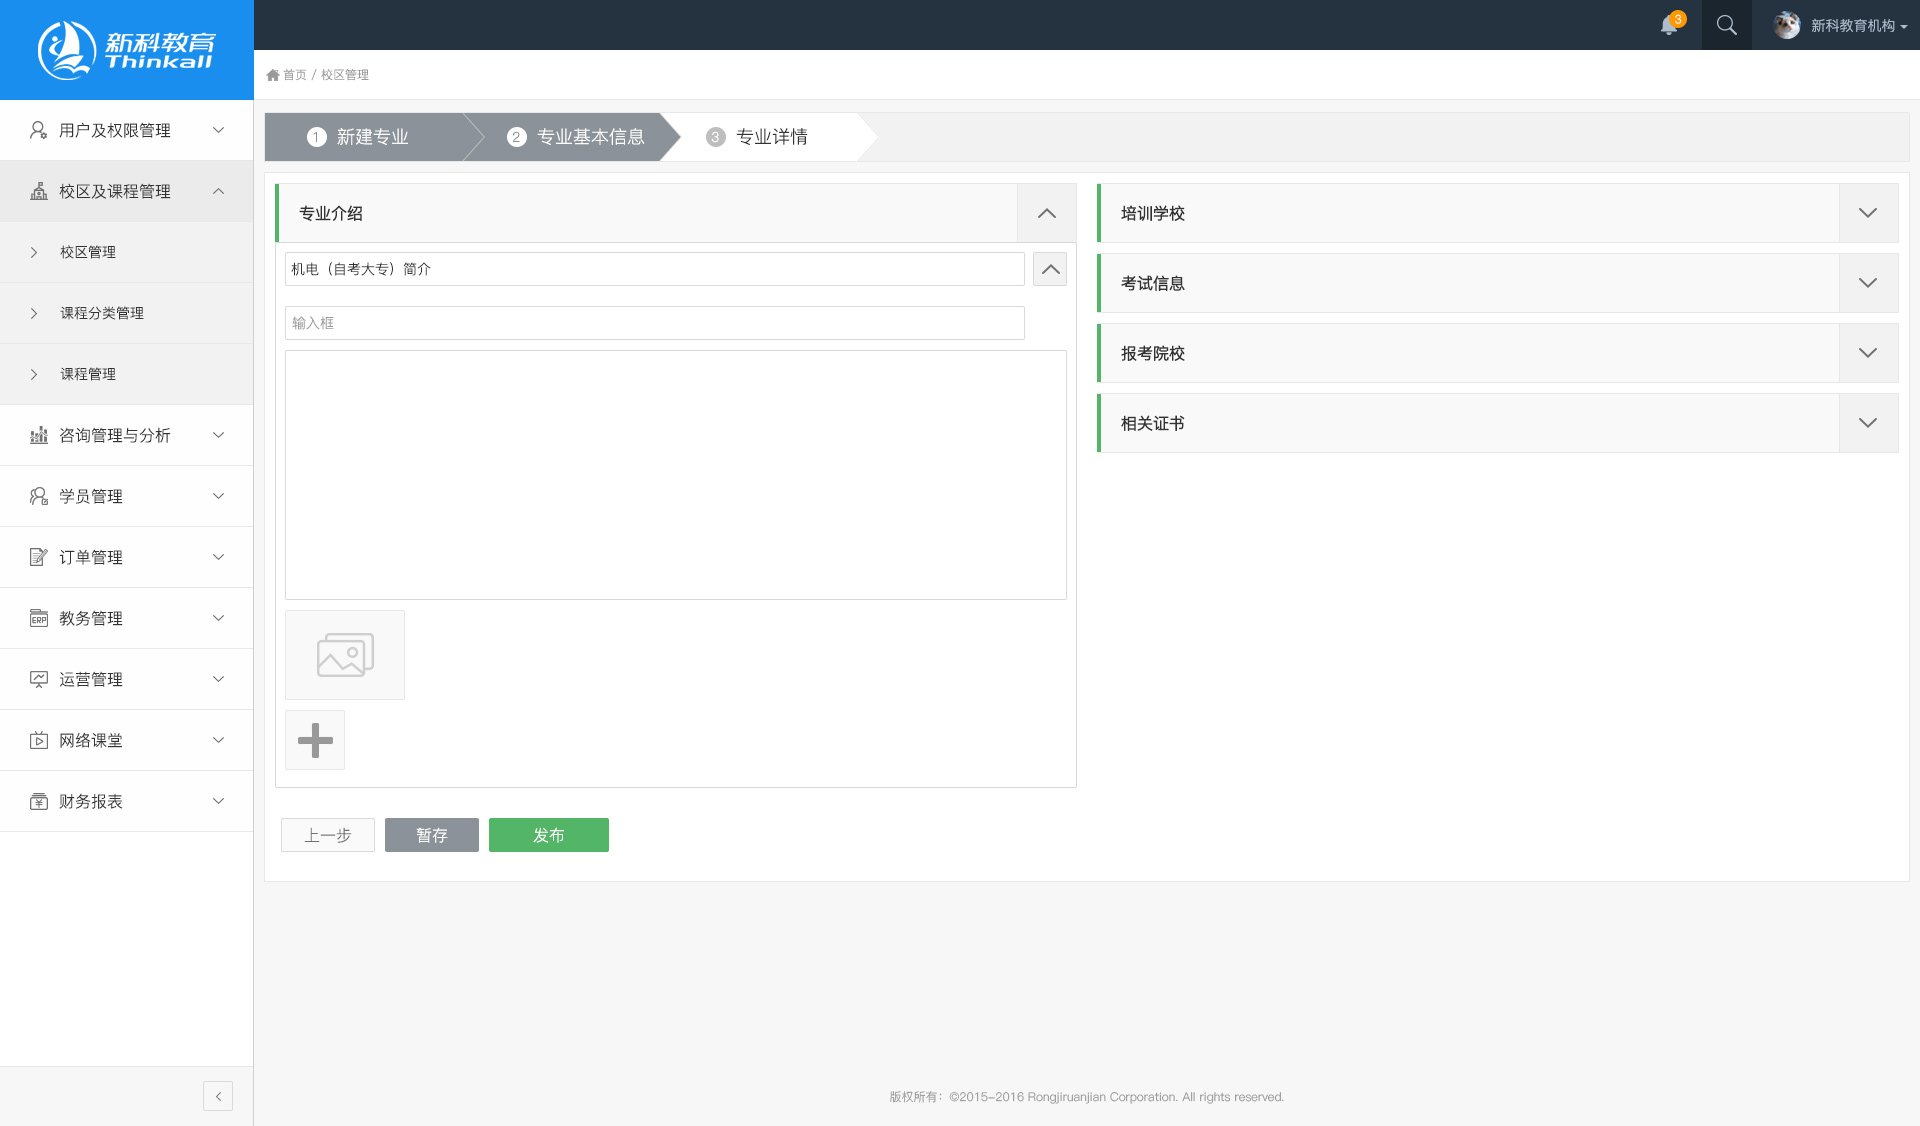 新科教育
Thinkall
3
新科教育机构
首页 / 校区管理
用户及权限管理
校区及课程管理
校区管理
课程分类管理
课程管理
咨询管理与分析
学员管理
订单管理
ERP 教务管理
运营管理
网络课堂
¥ 财务报表
1 新建专业
2 专业基本信息
3 专业详情
专业介绍
机电（自考大专）简介
输入框
上一步
暂存
发布
培训学校
考试信息
报考院校
相关证书
版权所有：©2015-2016 Rongjiruanjian Corporation. All rights reserved.